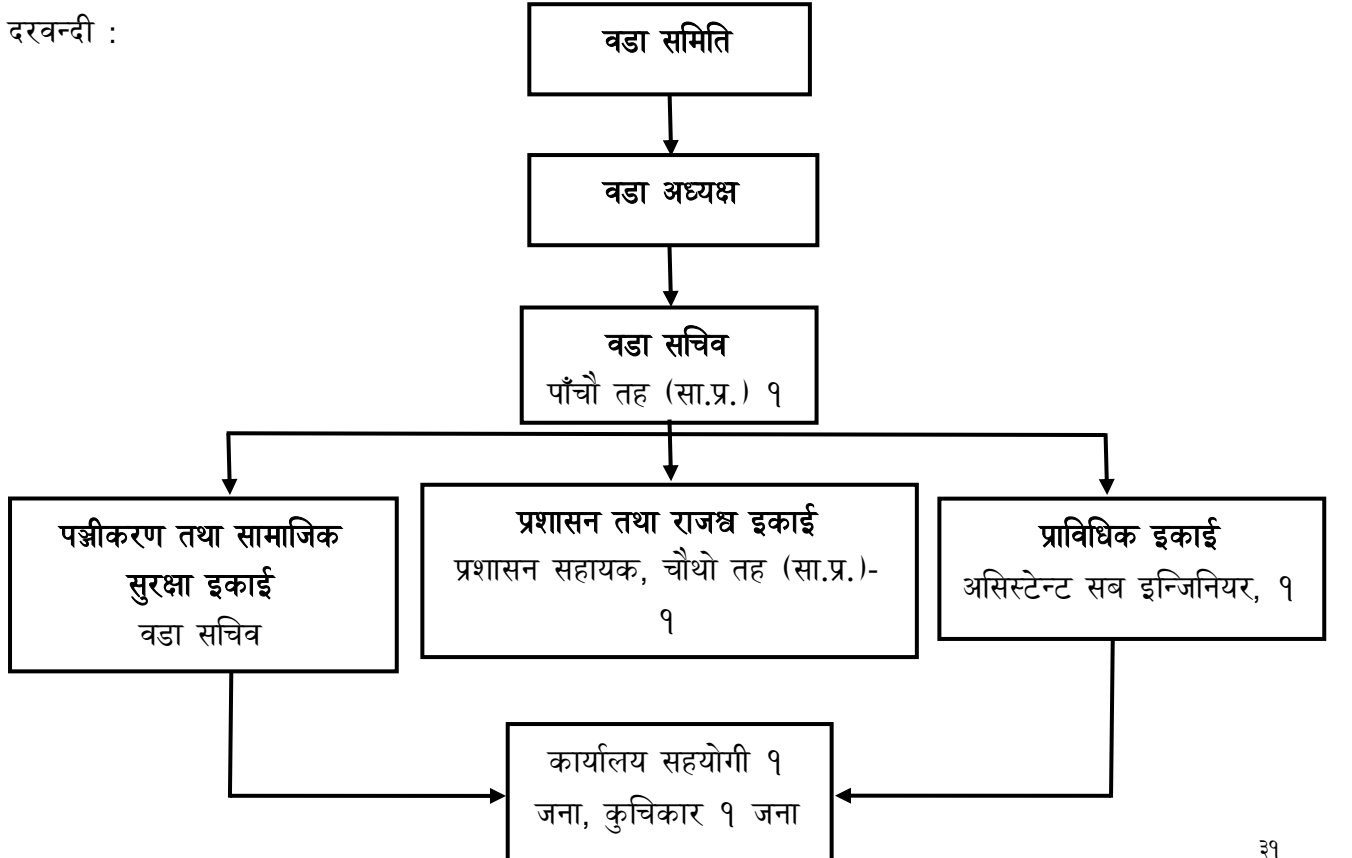 दरवन्दी :
वडा समिति
वडा अध्यक्ष
वडा सचिव
पाँचौ तह (सा.प्र.) १
पञ्जीकरण तथा सामाजिक
सुरक्षा इकाई
वडा सचिव
प्रशासन तथा राजश्व इकाई
प्रशासन सहायक, चौथो तह (सा.प्र.)-
१
प्राविधिक इकाई
असिस्टेन्ट सब इन्जिनियर, १
कार्यालय सहयोगी १
जना, कुचिकार १ जना
३१